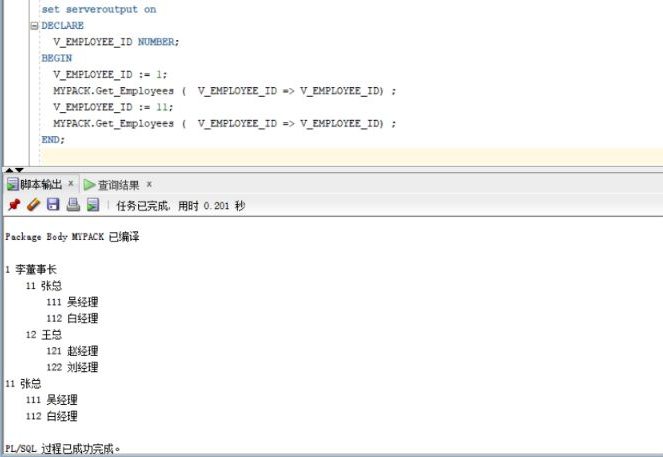 set serveroutput on
DECLARE
V_EMPLOYEE_ID NUMBER;
BEGIN
V_EMPLOYEE_ID := 1;
MYPACK.Get_Employees (  V_EMPLOYEE_ID => V_EMPLOYEE_ID) ;
V_EMPLOYEE_ID := 11;
MYPACK.Get_Employees (  V_EMPLOYEE_ID => V_EMPLOYEE_ID) ;
END;
脚本输出 × 查询结果 ×
任务已完成, 用时 0.201 秒
Package Body MYPACK 已编译
1 李董事长
11 张总
111 吴经理
112 白经理
12 王总
121 赵经理
122 刘经理
11 张总
111 吴经理
112 白经理
PL/SQL 过程已成功完成。